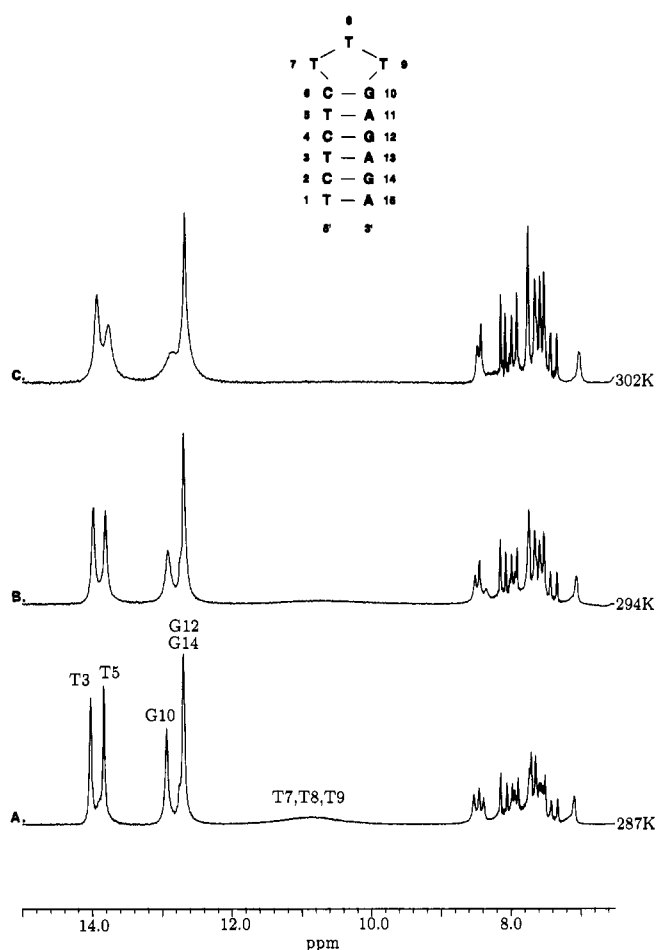 8
T
7 T T 9
6 C G 10
5 T A 11
4 C G 12
3 T A 13
2 C G 14
1 T A 15
5' 3'
C.
302K
B.
294K
G12
G14
T3
T5
G10
T7,T8,T9
A.
287K
14.0 12.0 10.0 8.0
ppm